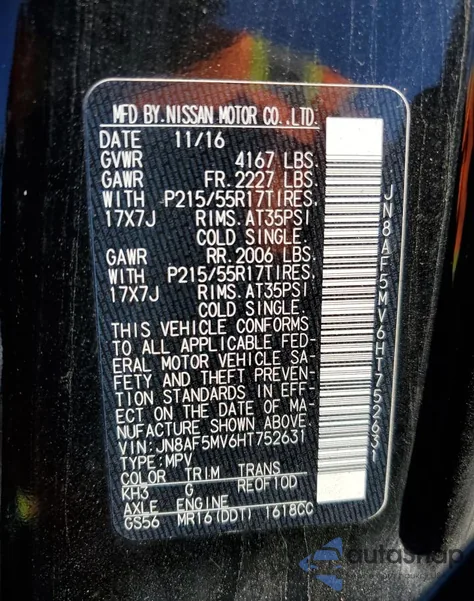 MFD BY.NISSAN MOTOR CO.,LTD.
DATE 11/16
GVWR 4167 LBS.
GAWR FR. 2227 LBS.
WITH P215/55R17TIRES.
17X7J RIMS.AT35PSI
COLD SINGLE.
GAWR RR. 2006 LBS.
WITH P215/55R17TIRES.
17X7J RIMS.AT35PSI
COLD SINGLE.
THIS VEHICLE CONFORMS
TO ALL APPLICABLE FED-
ERAL MOTOR VEHICLE SA-
FETY AND THEFT PREVEN-
TION STANDARDS IN EFF-
ECT ON THE DATE OF MA-
NUFACTURE SHOWN ABOVE.
VIN:JN8AF5MV6HT752631
TYPE:MPV
COLOR TRIM TRANS
KH3 G RE0F10D
AXLE ENGINE
GS56 MR16(DDT) 1618CC
JN8AF5MV6HT752631
autoShop